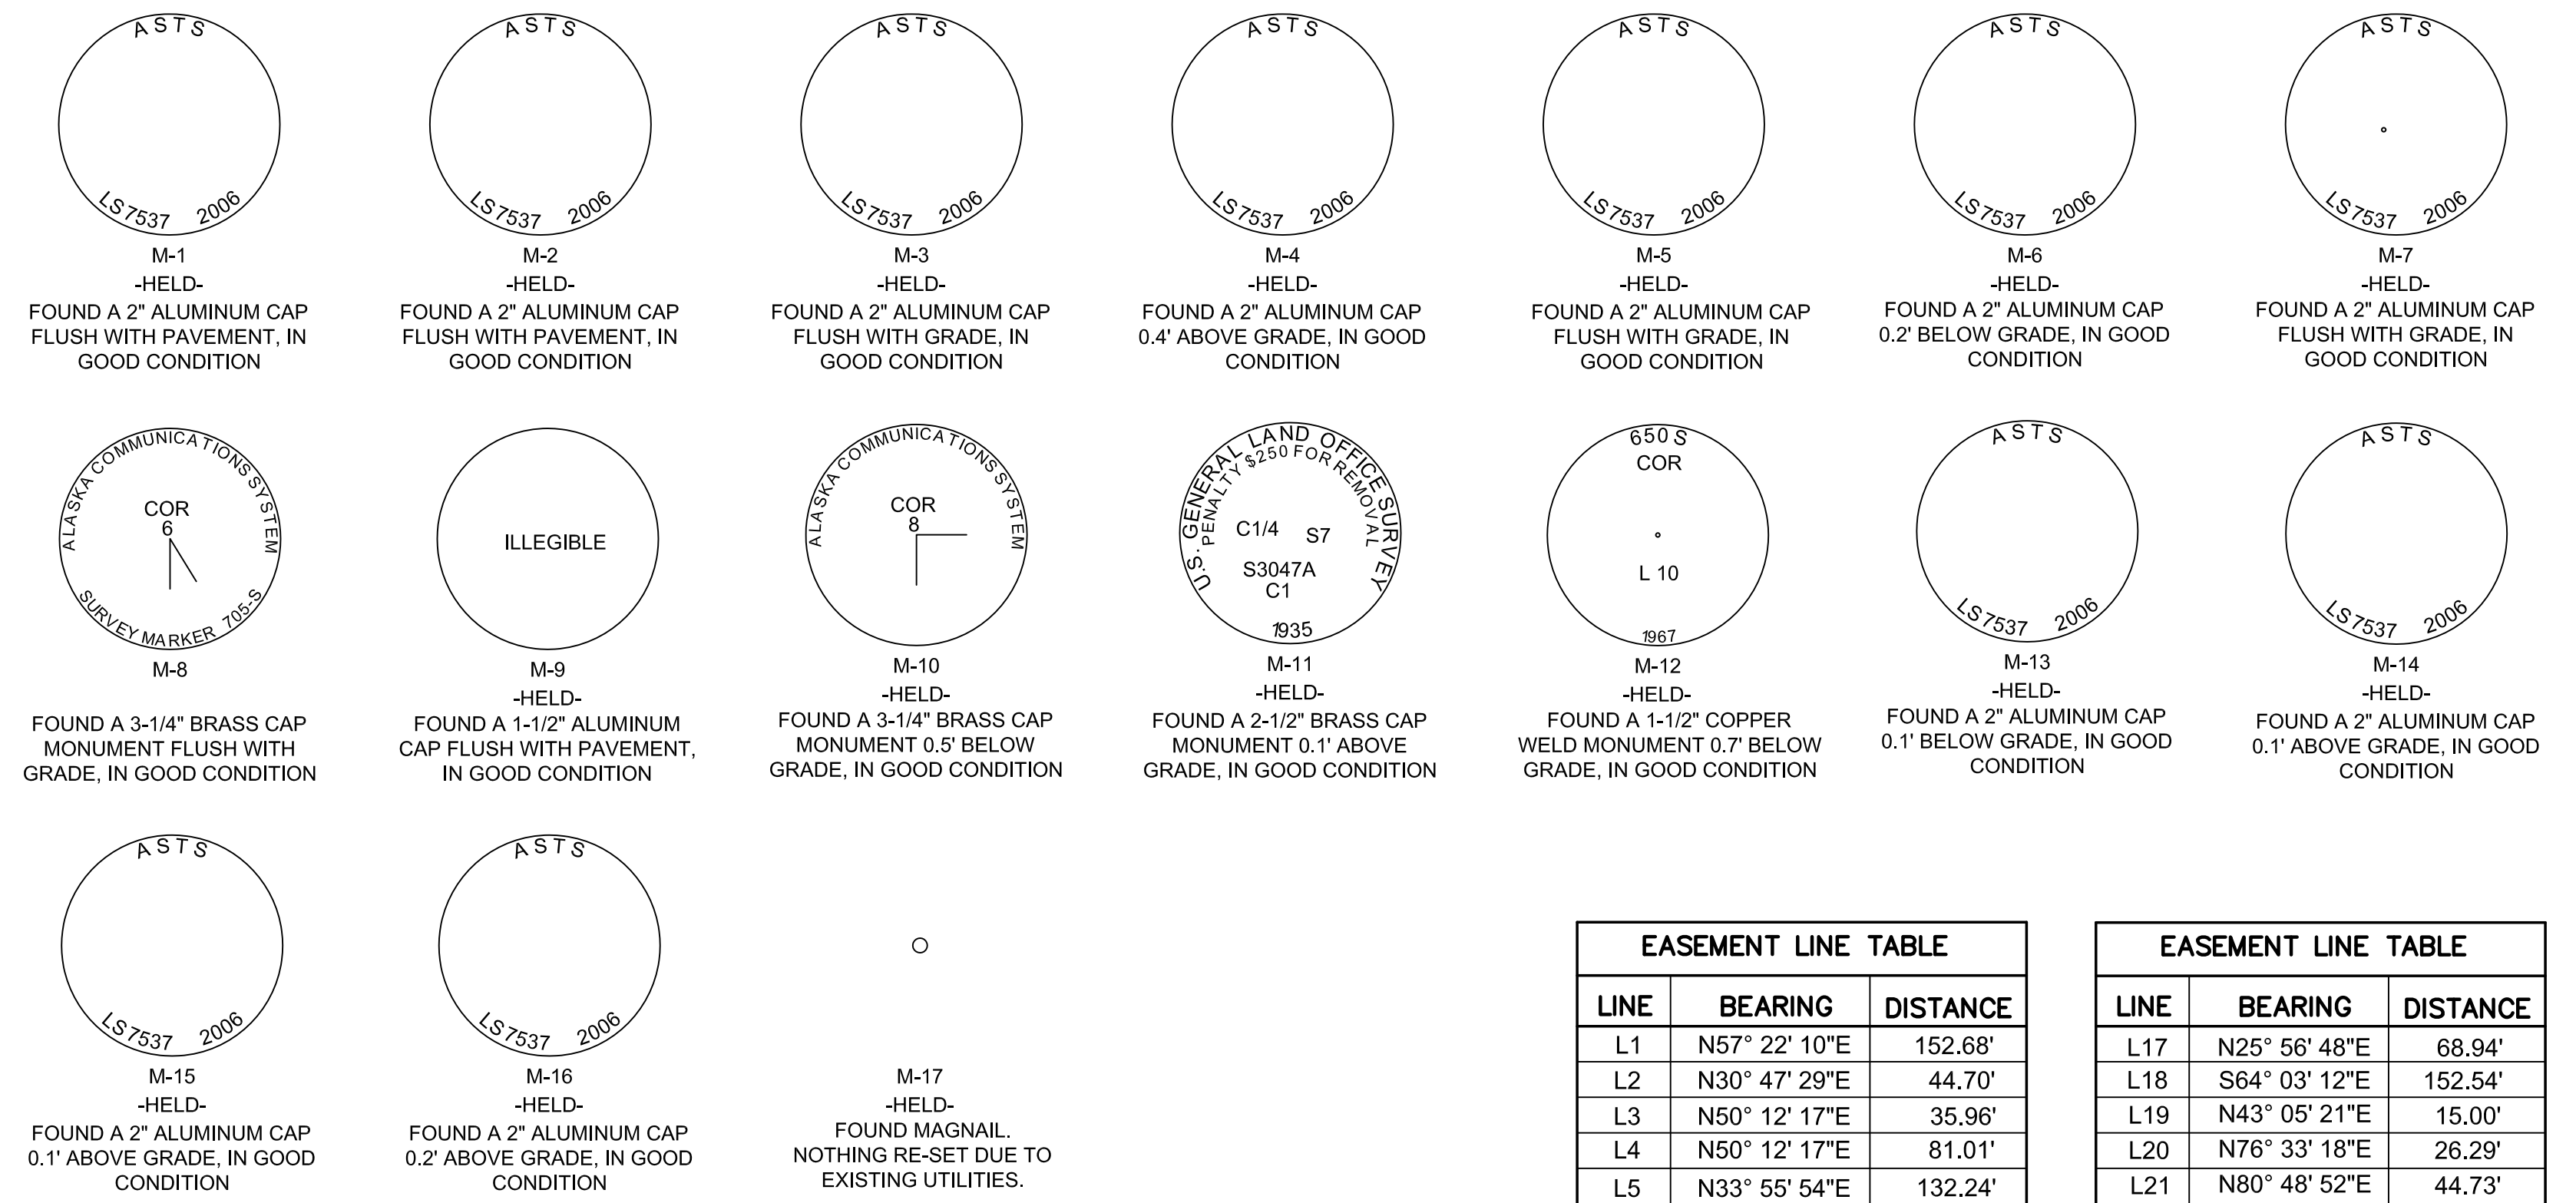 ASTS
LS7537 2006
M-1
-HELD-
FOUND A 2" ALUMINUM CAP
FLUSH WITH PAVEMENT, IN
GOOD CONDITION
ASTS
LS7537 2006
M-2
-HELD-
FOUND A 2" ALUMINUM CAP
FLUSH WITH PAVEMENT, IN
GOOD CONDITION
ASTS
LS7537 2006
M-3
-HELD-
FOUND A 2" ALUMINUM CAP
FLUSH WITH GRADE, IN
GOOD CONDITION
ASTS
LS7537 2006
M-4
-HELD-
FOUND A 2" ALUMINUM CAP
0.4' ABOVE GRADE, IN GOOD
CONDITION
ASTS
LS7537 2006
M-5
-HELD-
FOUND A 2" ALUMINUM CAP
FLUSH WITH GRADE, IN
GOOD CONDITION
ASTS
LS7537 2006
M-6
-HELD-
FOUND A 2" ALUMINUM CAP
0.2' BELOW GRADE, IN GOOD
CONDITION
ASTS
LS7537 2006
M-7
-HELD-
FOUND A 2" ALUMINUM CAP
FLUSH WITH GRADE, IN
GOOD CONDITION
ALASKA COMMUNICATIONS SYSTEM
COR
6
SURVEY MARKER 705-S
M-8
FOUND A 3-1/4" BRASS CAP
MONUMENT FLUSH WITH
GRADE, IN GOOD CONDITION
ILLEGIBLE
M-9
-HELD-
FOUND A 1-1/2" ALUMINUM
CAP FLUSH WITH PAVEMENT,
IN GOOD CONDITION
ALASKA COMMUNICATIONS SYSTEM
COR
8
M-10
-HELD-
FOUND A 3-1/4" BRASS CAP
MONUMENT 0.5' BELOW
GRADE, IN GOOD CONDITION
U.S. GENERAL LAND OFFICE SURVEY
PENALTY $250 FOR REMOVAL
C1/4 S7
S3047A
C1
1935
M-11
-HELD-
FOUND A 2-1/2" BRASS CAP
MONUMENT 0.1' ABOVE
GRADE, IN GOOD CONDITION
650 S
COR
L 10
1967
M-12
-HELD-
FOUND A 1-1/2" COPPER
WELD MONUMENT 0.7' BELOW
GRADE, IN GOOD CONDITION
ASTS
LS7537 2006
M-13
-HELD-
FOUND A 2" ALUMINUM CAP
0.1' BELOW GRADE, IN GOOD
CONDITION
ASTS
LS7537 2006
M-14
-HELD-
FOUND A 2" ALUMINUM CAP
0.1' ABOVE GRADE, IN GOOD
CONDITION
ASTS
LS7537 2006
M-15
-HELD-
FOUND A 2" ALUMINUM CAP
0.1' ABOVE GRADE, IN GOOD
CONDITION
ASTS
LS7537 2006
M-16
-HELD-
FOUND A 2" ALUMINUM CAP
0.2' ABOVE GRADE, IN GOOD
CONDITION
M-17
-HELD-
FOUND MAGNAIL.
NOTHING RE-SET DUE TO
EXISTING UTILITIES.
EASEMENT LINE TABLE
LINE BEARING DISTANCE
L1 N57° 22' 10"E 152.68'
L2 N30° 47' 29"E 44.70'
L3 N50° 12' 17"E 35.96'
L4 N50° 12' 17"E 81.01'
L5 N33° 55' 54"E 132.24'
EASEMENT LINE TABLE
LINE BEARING DISTANCE
L17 N25° 56' 48"E 68.94'
L18 S64° 03' 12"E 152.54'
L19 N43° 05' 21"E 15.00'
L20 N76° 33' 18"E 26.29'
L21 N80° 48' 52"E 44.73'